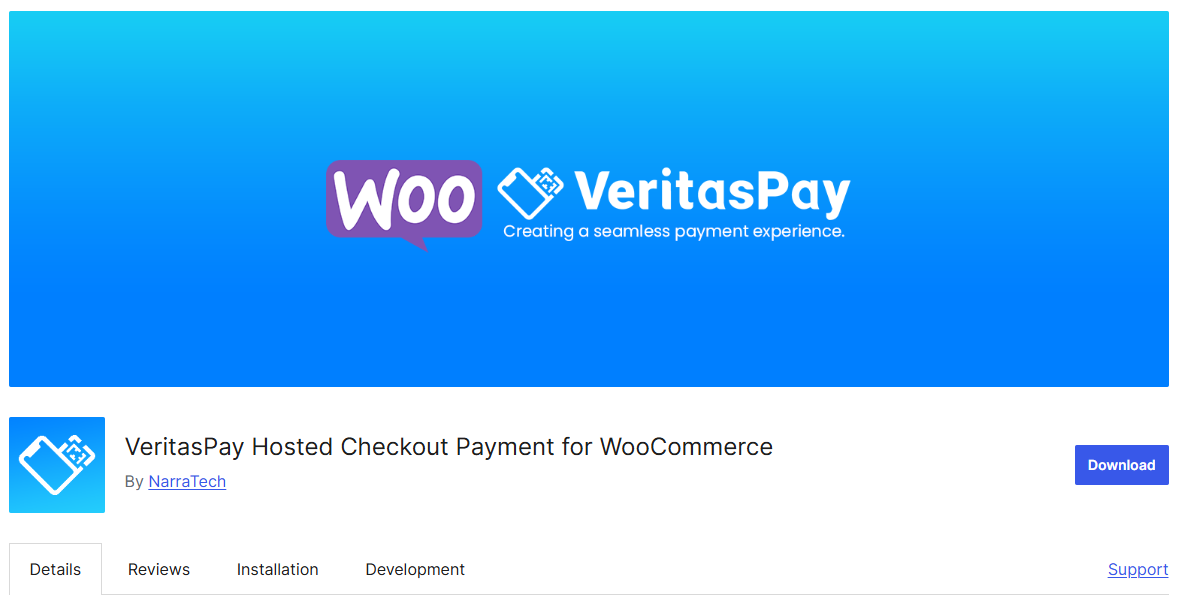 Woo VeritasPay
Creating a seamless payment experience.
VeritasPay Hosted Checkout Payment for WooCommerce
By NarraTech
Download
Details Reviews Installation Development Support